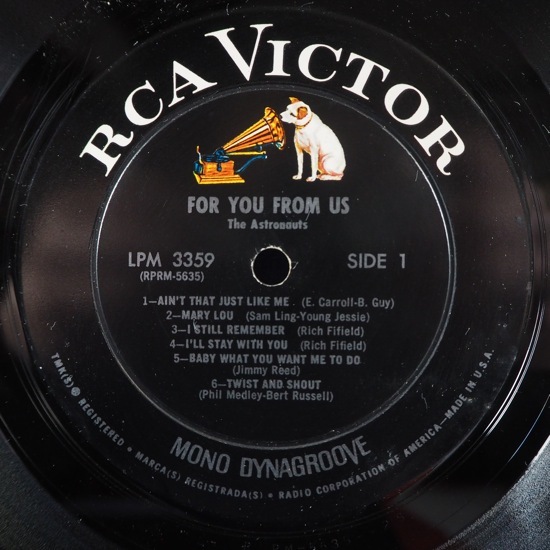 RCA VICTOR
FOR YOU FROM US
The Astronauts
LPM 3359
(RPRM-5635)
SIDE 1
1—AIN'T THAT JUST LIKE ME (E. Carroll-B. Guy)
2—MARY LOU (Sam Ling-Young Jessie)
3—I STILL REMEMBER (Rich Fifield)
4—I'LL STAY WITH YOU (Rich Fifield)
5—BABY WHAT YOU WANT ME TO DO
(Jimmy Reed)
6—TWIST AND SHOUT
(Phil Medley-Bert Russell)
MONO DYNAGROOVE
TMK(S) ® REGISTERED • MARCA(S) REGISTRADA(S) • RADIO CORPORATION OF AMERICA—MADE IN U.S.A.